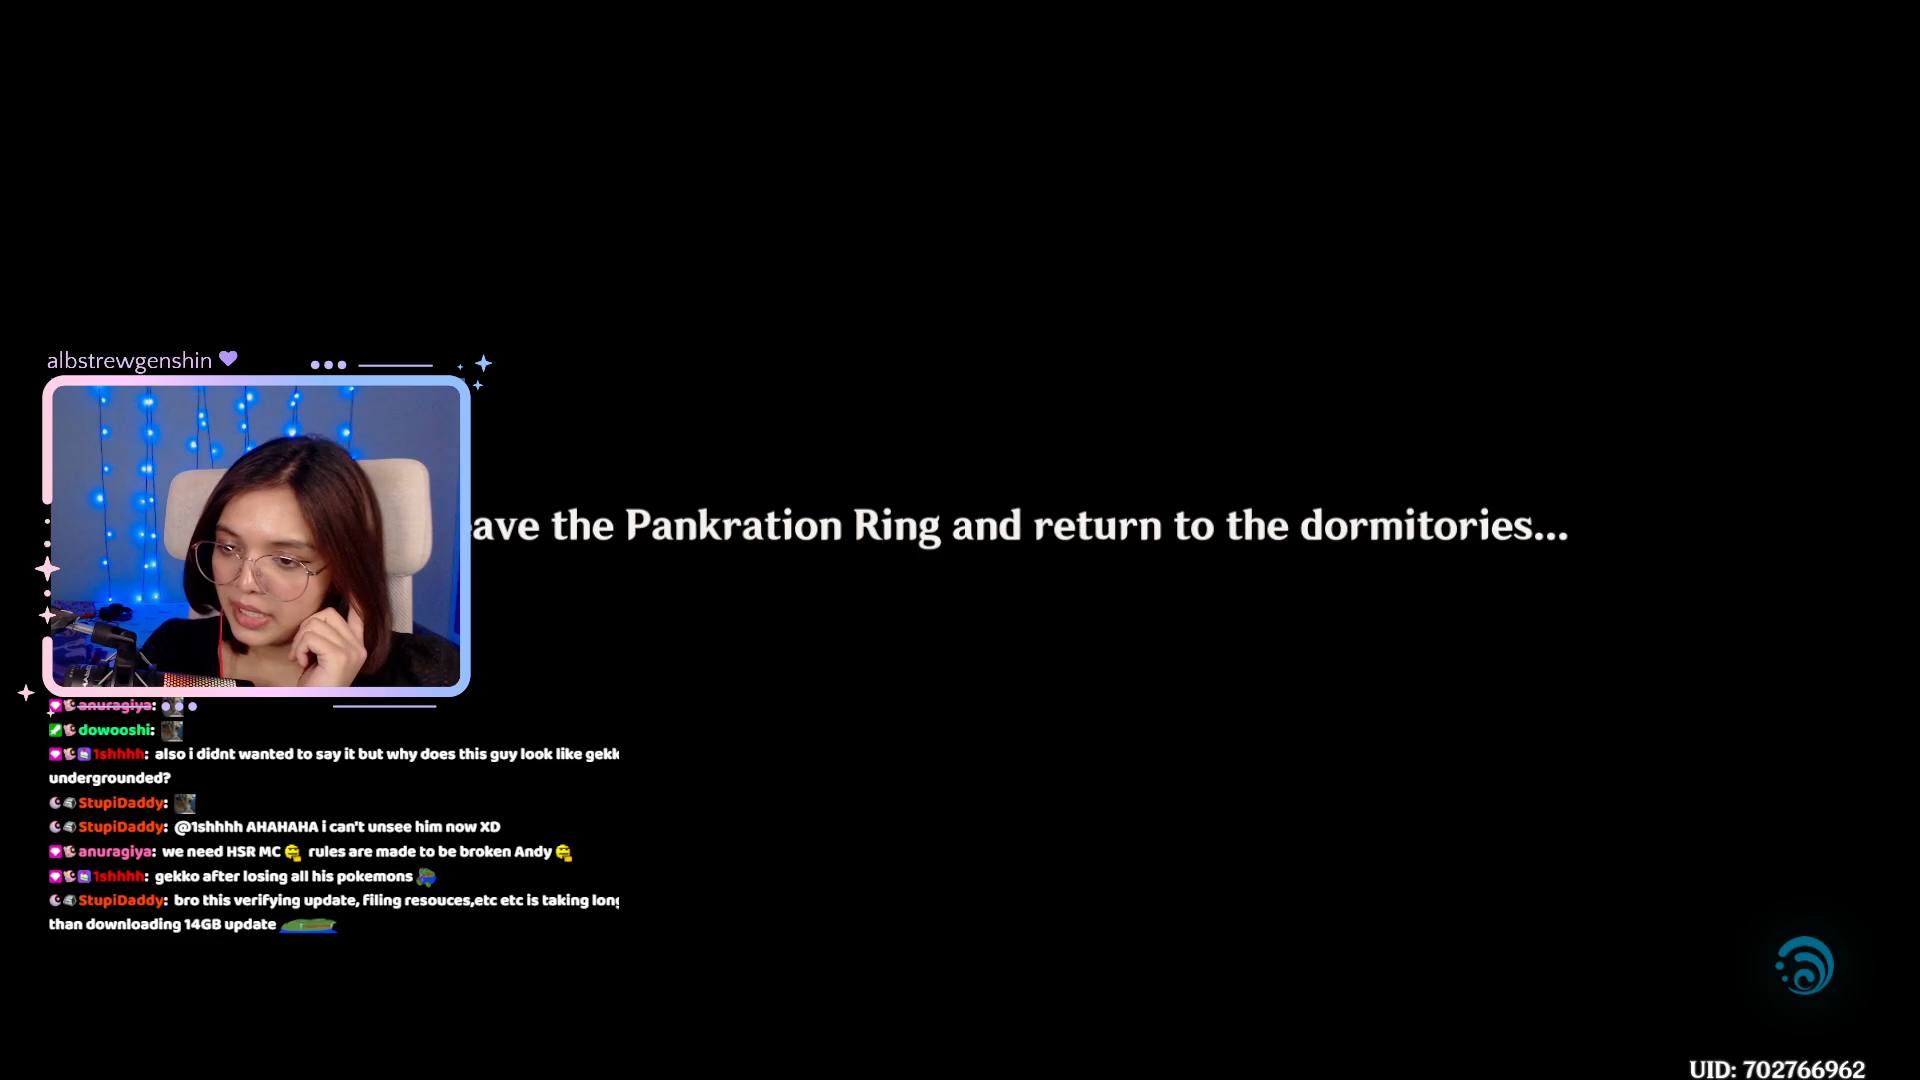 albstrewgenshin
eave the Pankration Ring and return to the dormitories...
anuragiya:
dowooshi:
1shhhh: also i didnt wanted to say it but why does this guy look like gekk
undergrounded?
StupiDaddy:
StupiDaddy: @1shhhh AHAHAHA i can't unsee him now XD
anuragiya: we need HSR MC rules are made to be broken Andy
1shhhh: gekko after losing all his pokemons
StupiDaddy: bro this verifying update, filing resouces,etc etc is taking long
than downloading 14GB update
UID: 702766962